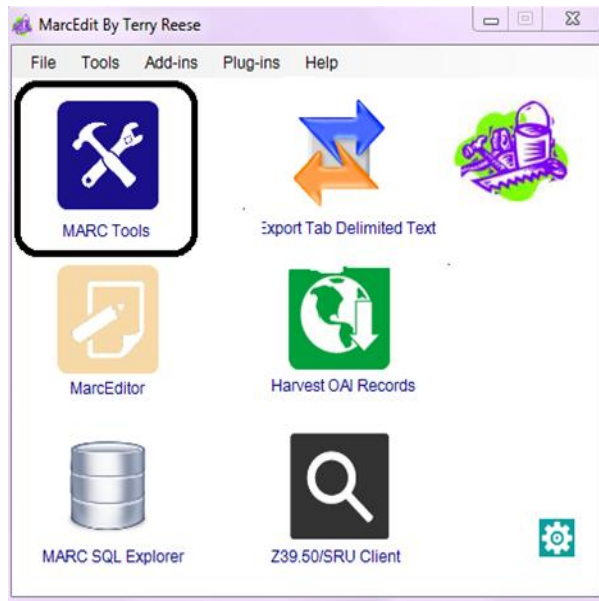 MarcEdit By Terry Reese
File Tools Add-ins Plug-ins Help
MARC Tools
Export Tab Delimited Text
MarcEditor
Harvest OAI Records
MARC SQL Explorer
Z39.50/SRU Client